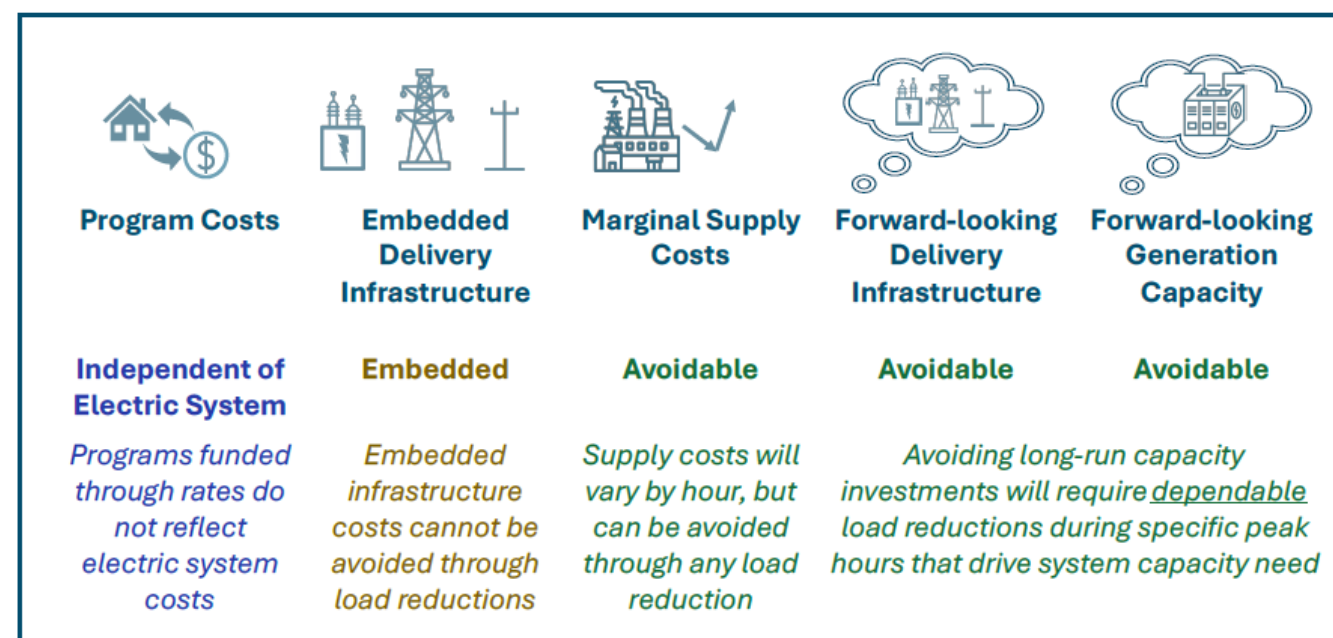 Program Costs
Embedded
Delivery
Infrastructure
Marginal Supply
Costs
Forward-looking
Delivery
Infrastructure
Forward-looking
Generation
Capacity
Independent of
Electric System
Embedded
Avoidable
Avoidable
Avoidable
Programs funded
through rates do
not reflect
electric system
costs
Embedded
infrastructure
costs cannot be
avoided through
load reductions
Supply costs will
vary by hour, but
can be avoided
through any load
reduction
Avoiding long-run capacity
investments will require dependable
load reductions during specific peak
hours that drive system capacity need